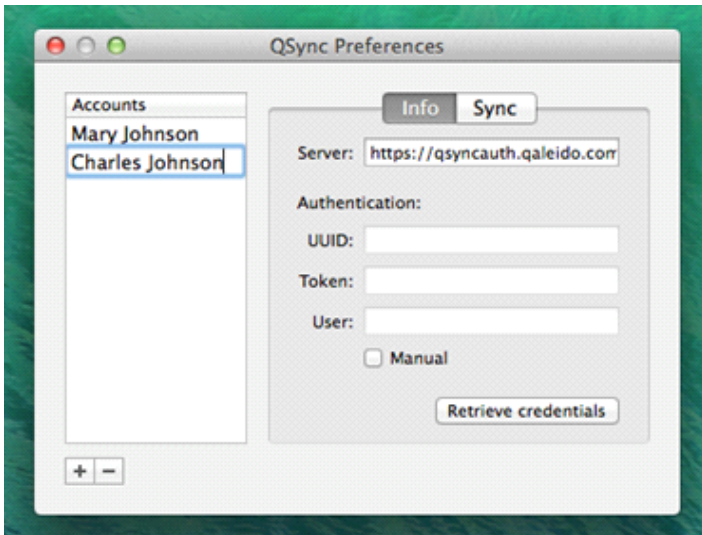 QSync Preferences
Accounts
Mary Johnson
Charles Johnson
Info
Sync
Server: https://qsyncauth.qaleido.com
Authentication:
UUID:
Token:
User:
Manual
Retrieve credentials
+ −